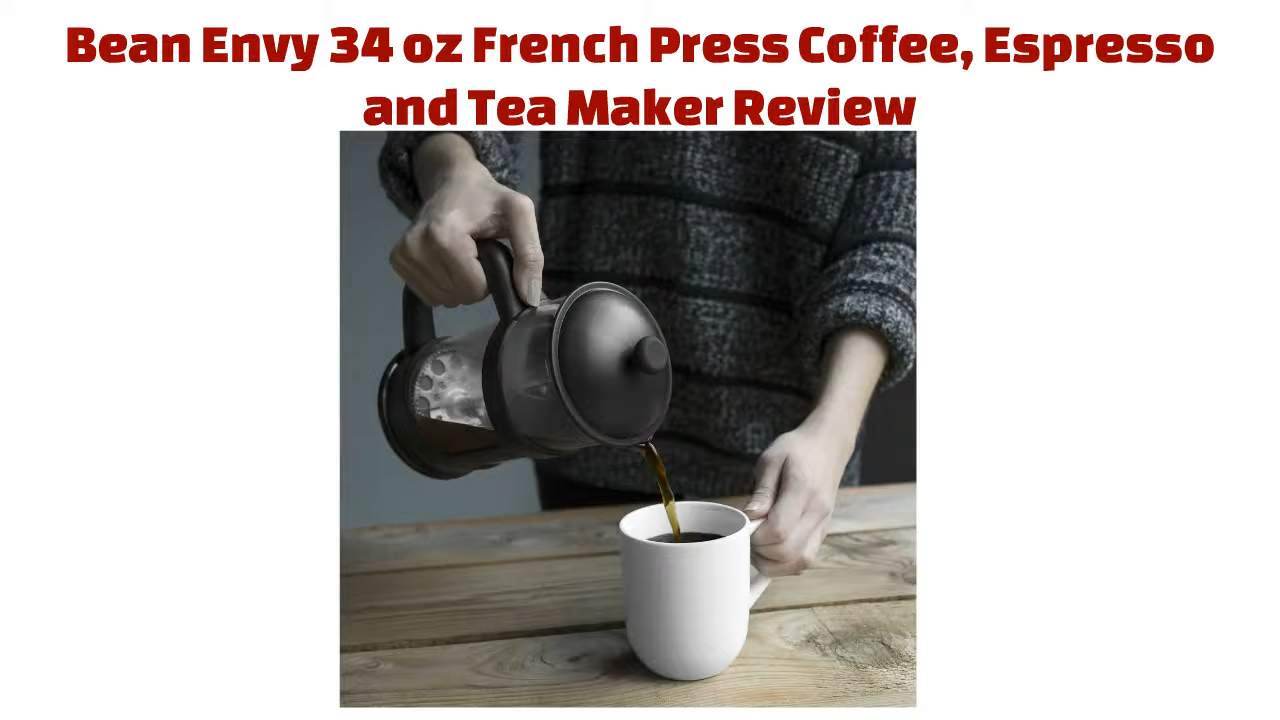 Bean Envy 34 oz French Press Coffee, Espresso
and Tea Maker Review